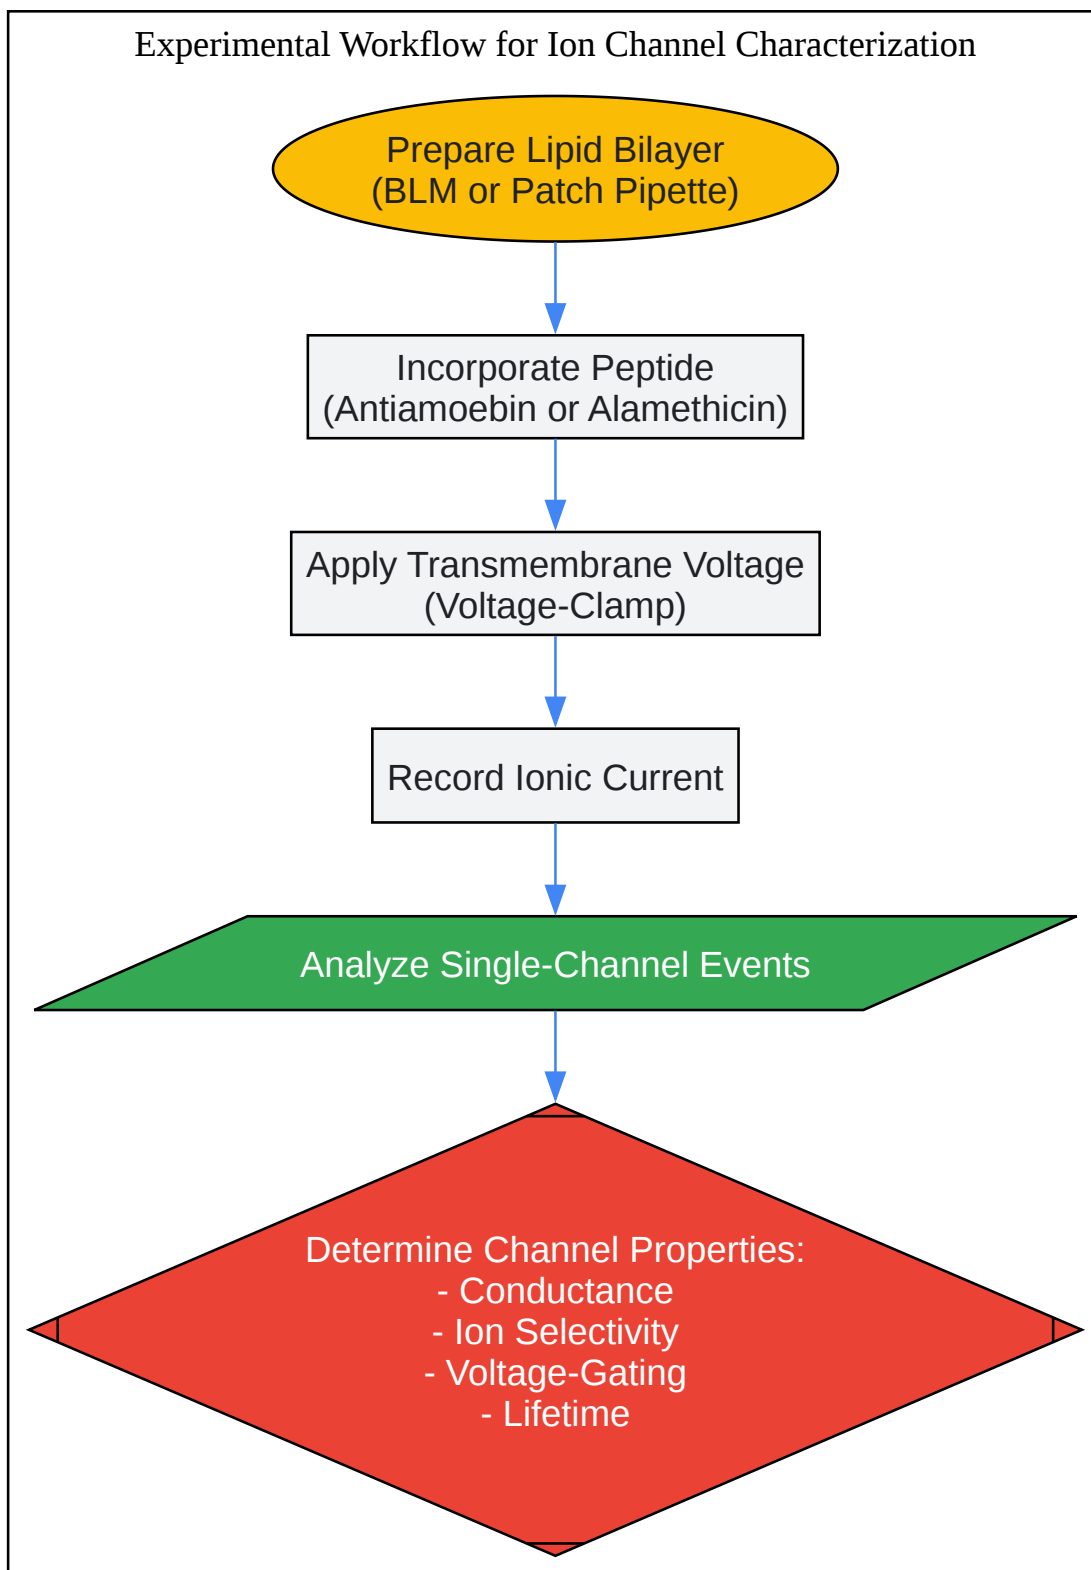 Experimental Workflow for Ion Channel Characterization
Prepare Lipid Bilayer
(BLM or Patch Pipette)
Incorporate Peptide
(Antiamoebin or Alamethicin)
Apply Transmembrane Voltage
(Voltage-Clamp)
Record Ionic Current
Analyze Single-Channel Events
Determine Channel Properties:
- Conductance
- Ion Selectivity
- Voltage-Gating
- Lifetime